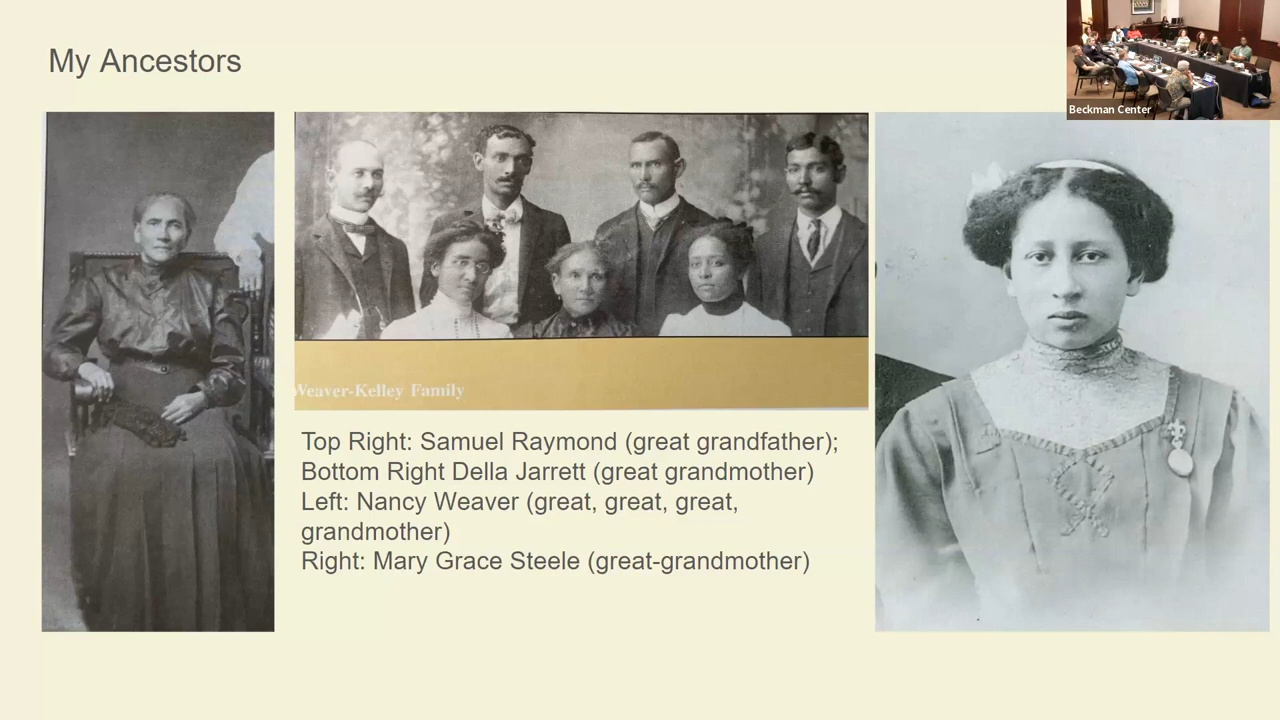 My Ancestors
Beckman Center
Weaver-Kelley Family
Top Right: Samuel Raymond (great grandfather);
Bottom Right Della Jarrett (great grandmother)
Left: Nancy Weaver (great, great, great,
grandmother)
Right: Mary Grace Steele (great-grandmother)